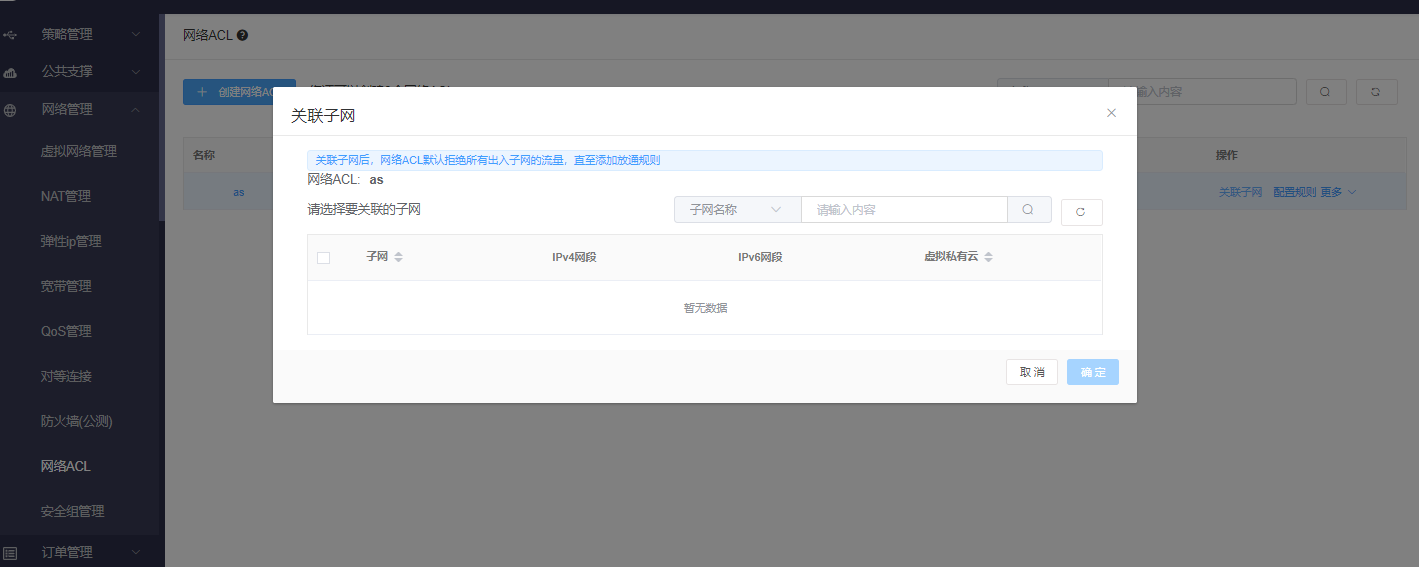 策略管理
公共支撑
网络管理
虚拟网络管理
NAT管理
弹性ip管理
宽带管理
QoS管理
对等连接
防火墙(公测)
网络ACL
安全组管理
订单管理
网络ACL
创建网络AC
输入内容
名称
操作
as
关联子网 配置规则 更多
关联子网
关联子网后，网络ACL默认拒绝所有出入子网的流量，直至添加放通规则
网络ACL: as
请选择要关联的子网
子网名称 请输入内容
子网 IPv4网段 IPv6网段 虚拟私有云
暂无数据
取消 确定